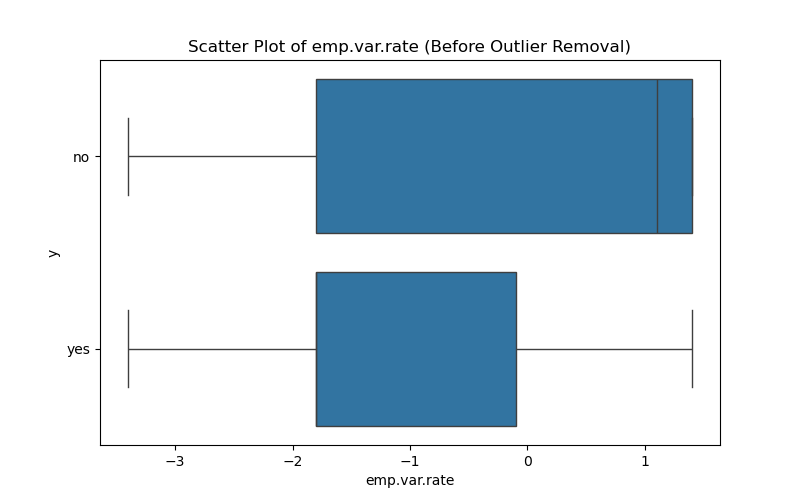 Scatter Plot of emp.var.rate (Before Outlier Removal)
no
y
yes
−3 −2 −1 0 1
emp.var.rate